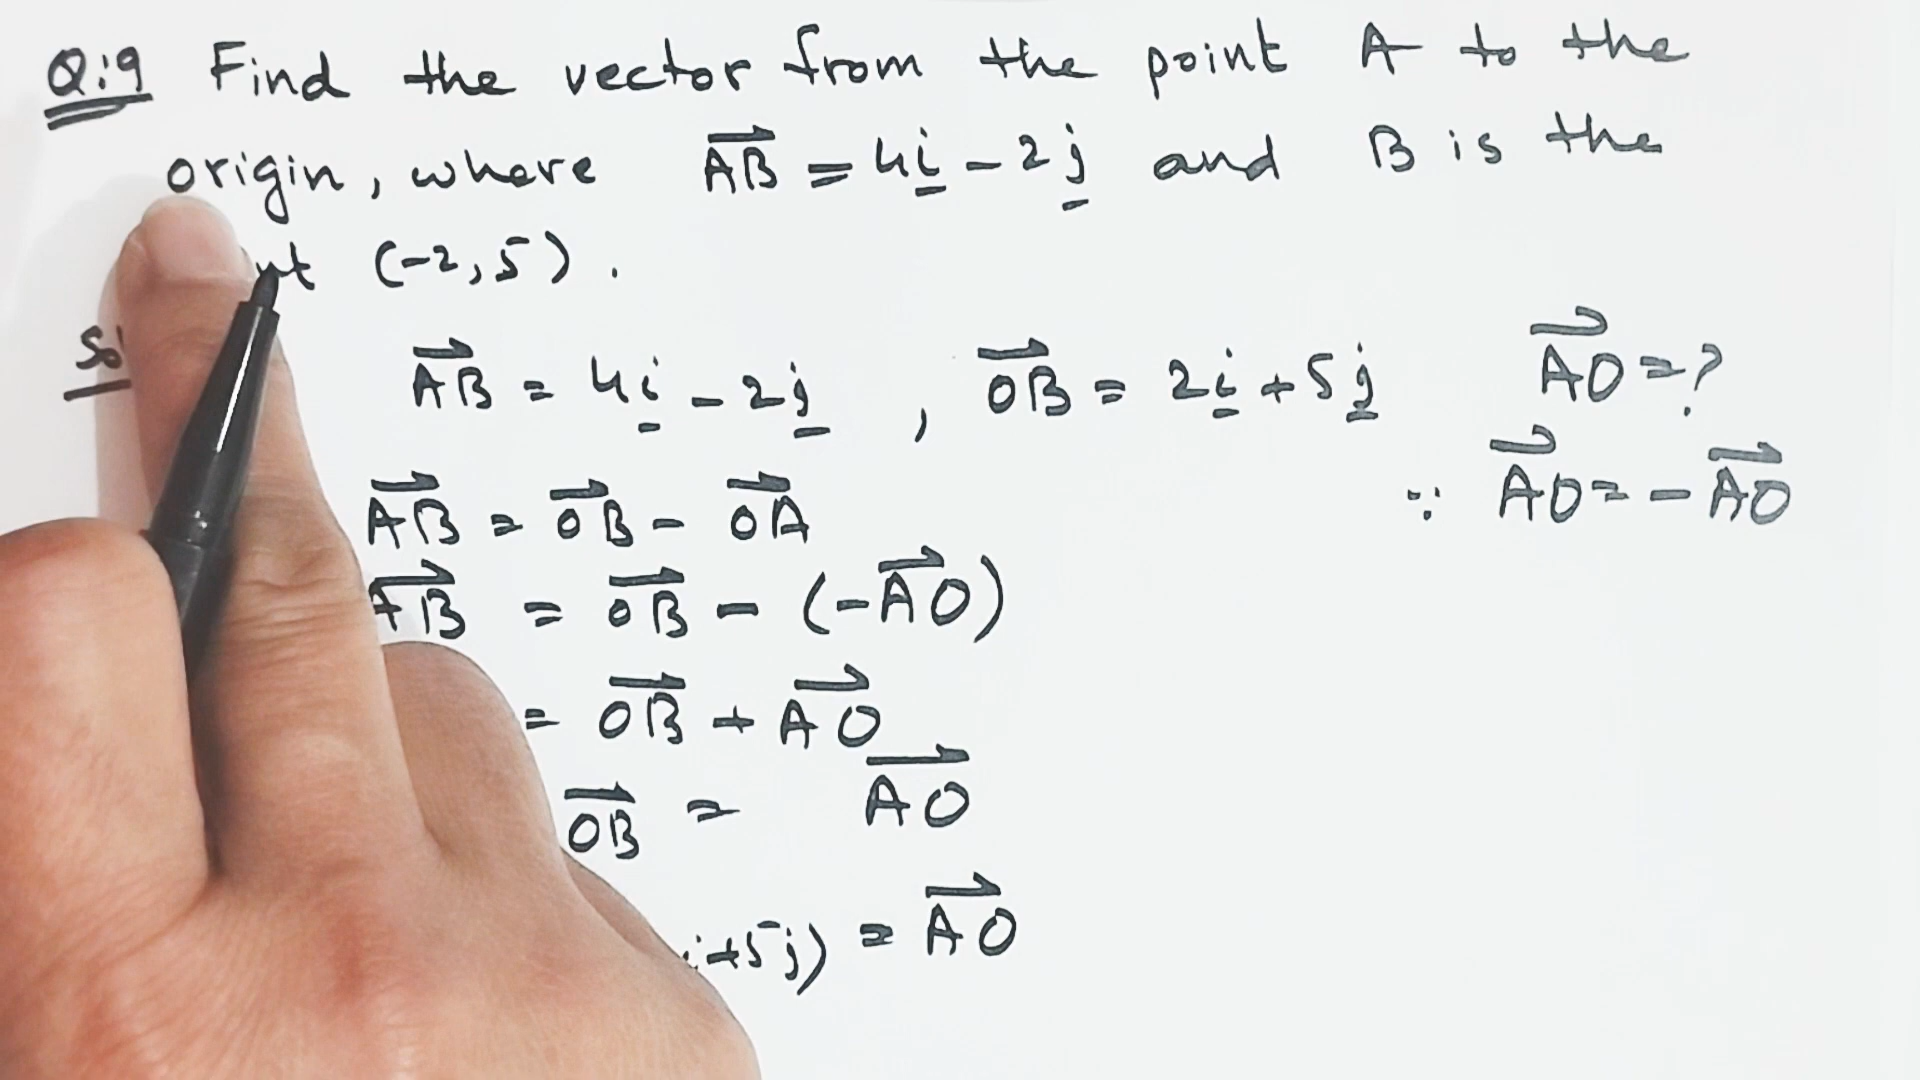 Q:9 Find the vector from the point A to the
origin, where AB = 4i - 2j and B is the
(-2,5).
AB = 4i - 2j , OB = 2i + 5j AO = ?
AB = OB - OA ∵ AO = - AO
AB = OB - (-AO)
= OB + AO
OB = AO
i+5j) = AO